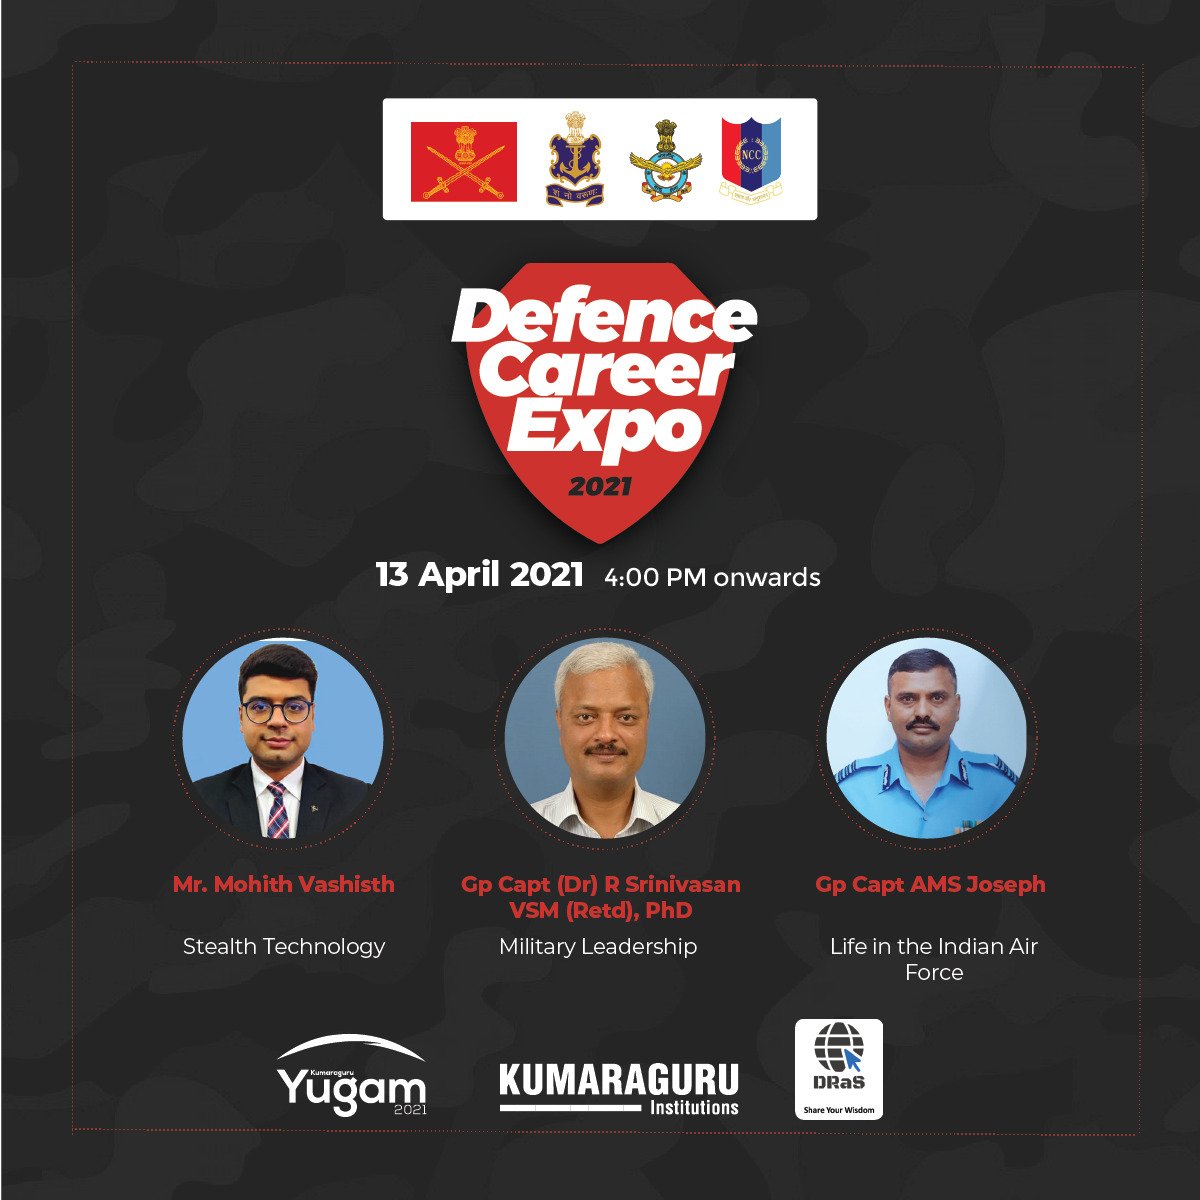 NCC
शं नो वरुणः
Defence
Career
Expo
2021
13 April 2021 4:00 PM onwards
Mr. Mohith Vashisth
Stealth Technology
Gp Capt (Dr) R Srinivasan
VSM (Retd), PhD
Military Leadership
Gp Capt AMS Joseph
Life in the Indian Air
Force
Kumaraguru
Yugam
2021
KUMARAGURU
Institutions
DRaS
Share Your Wisdom